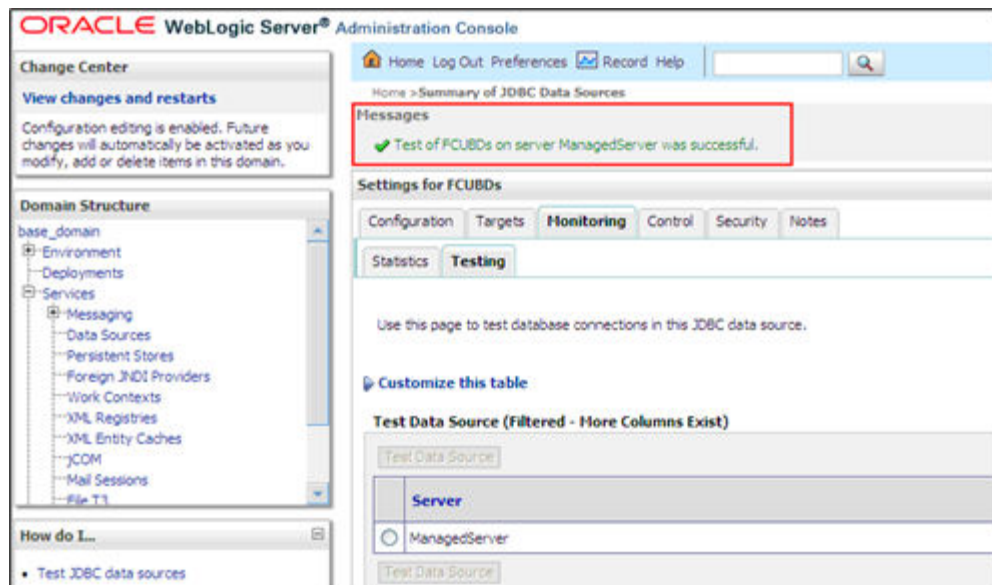 ORACLE WebLogic Server® Administration Console
Change Center
View changes and restarts
Configuration editing is enabled. Future
changes will automatically be activated as you
modify, add or delete items in this domain.
Domain Structure
base_domain
Environment
Deployments
Services
Messaging
Data Sources
Persistent Stores
Foreign JNDI Providers
Work Contexts
XML Registries
XML Entity Caches
jCOM
Mail Sessions
File T3
How do I...
Test JDBC data sources
Home Log Out Preferences Record Help
Home >Summary of JDBC Data Sources
Messages
Test of FCUBDs on server ManagedServer was successful.
Settings for FCUBDs
Configuration Targets Monitoring Control Security Notes
Statistics Testing
Use this page to test database connections in this JDBC data source.
Customize this table
Test Data Source (Filtered - More Columns Exist)
Test Data Source
Server
ManagedServer
Test Data Source